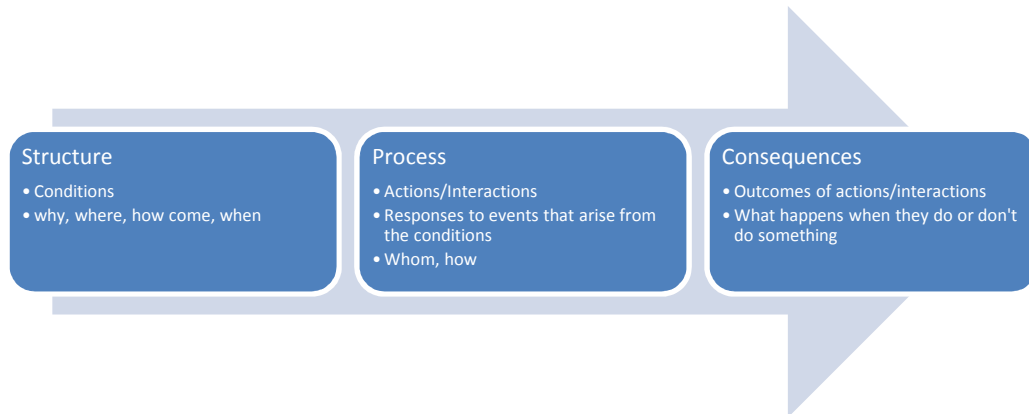 Structure
• Conditions
• why, where, how come, when
Process
• Actions/Interactions
• Responses to events that arise from
the conditions
• Whom, how
Consequences
• Outcomes of actions/interactions
• What happens when they do or don't
do something